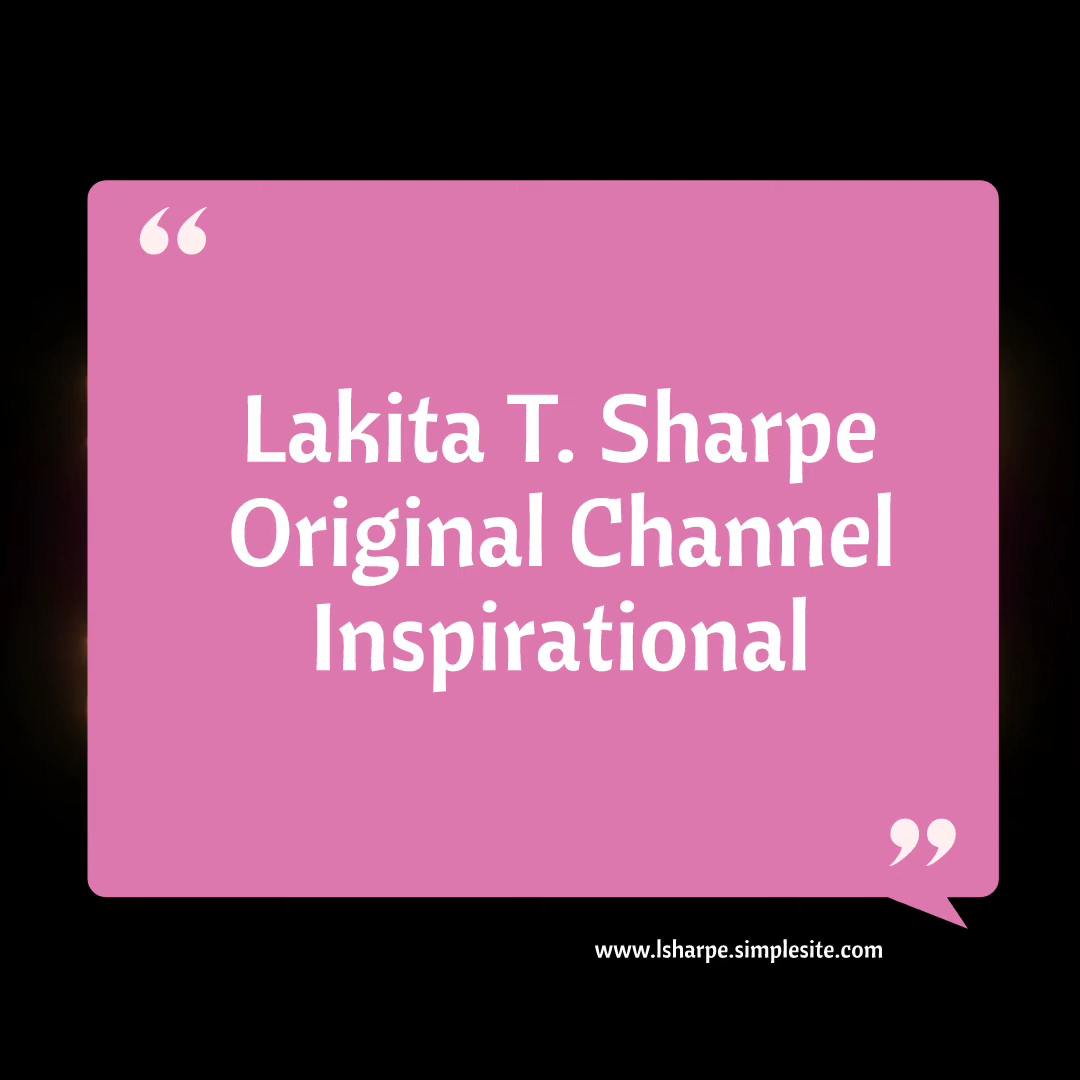 “
Lakita T. Sharpe
Original Channel
Inspirational
”
www.lsharpe.simplesite.com